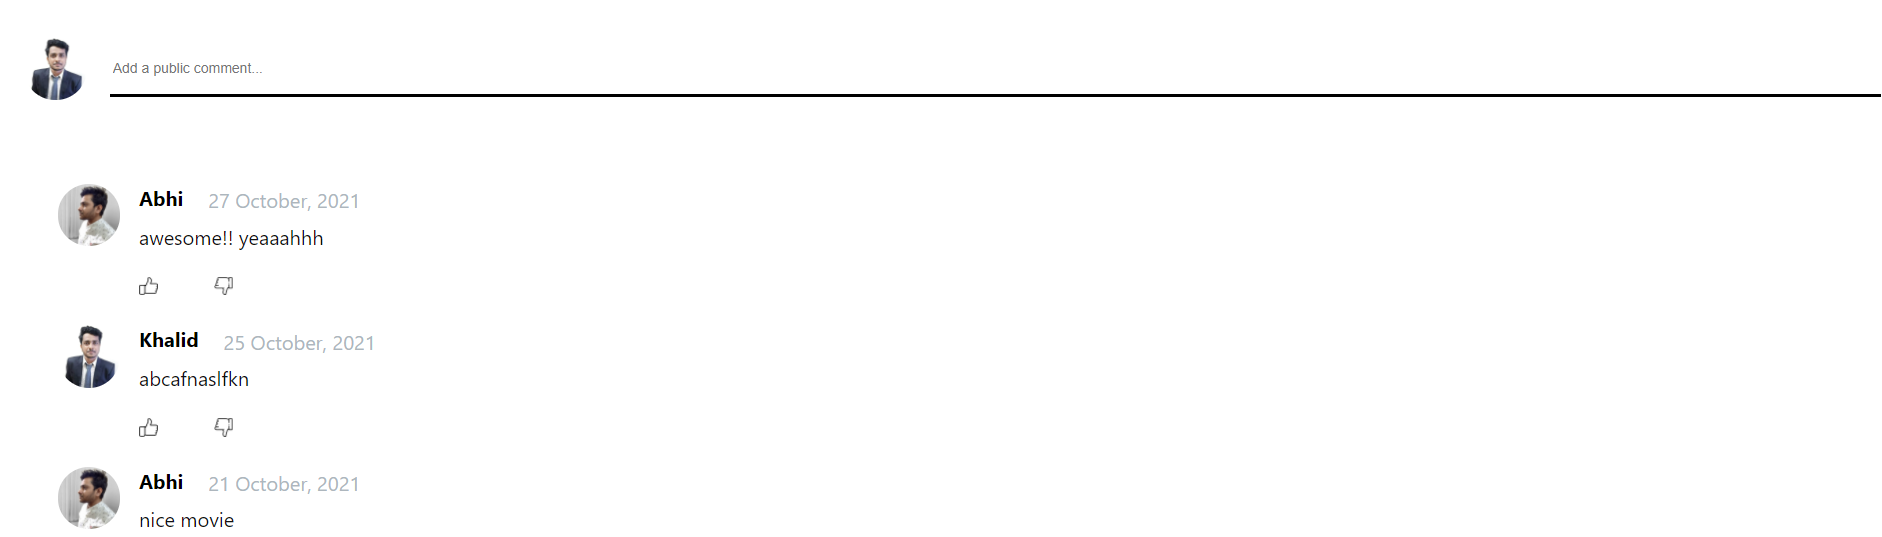 Add a public comment...
Abhi 27 October, 2021
awesome!! yeaaahhh
Khalid 25 October, 2021
abcafnaslfkn
Abhi 21 October, 2021
nice movie